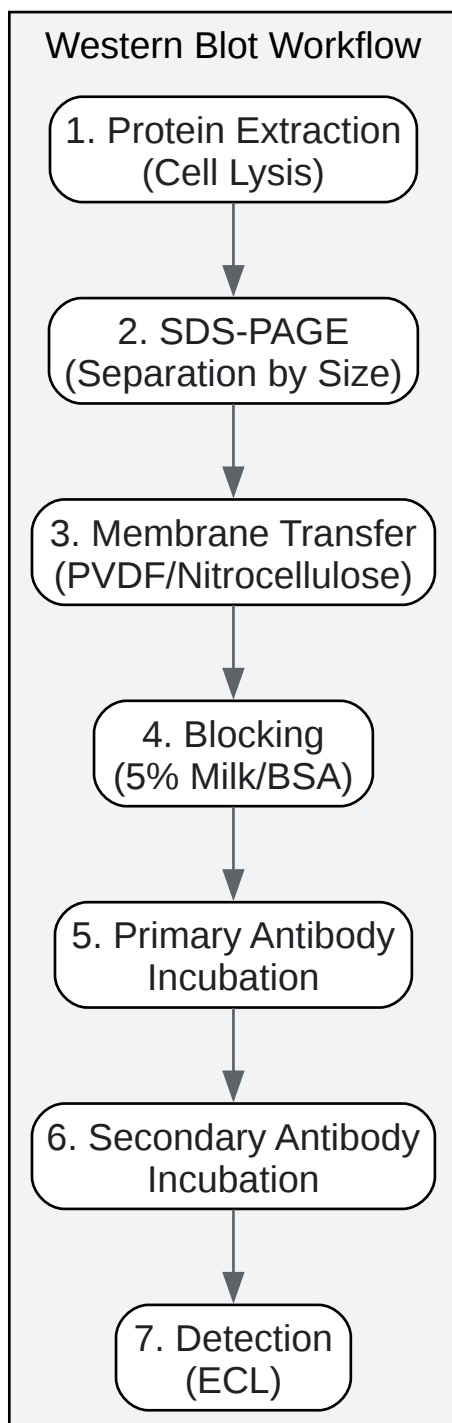 Western Blot Workflow
1. Protein Extraction
(Cell Lysis)
2. SDS-PAGE
(Separation by Size)
3. Membrane Transfer
(PVDF/Nitrocellulose)
4. Blocking
(5% Milk/BSA)
5. Primary Antibody
Incubation
6. Secondary Antibody
Incubation
7. Detection
(ECL)